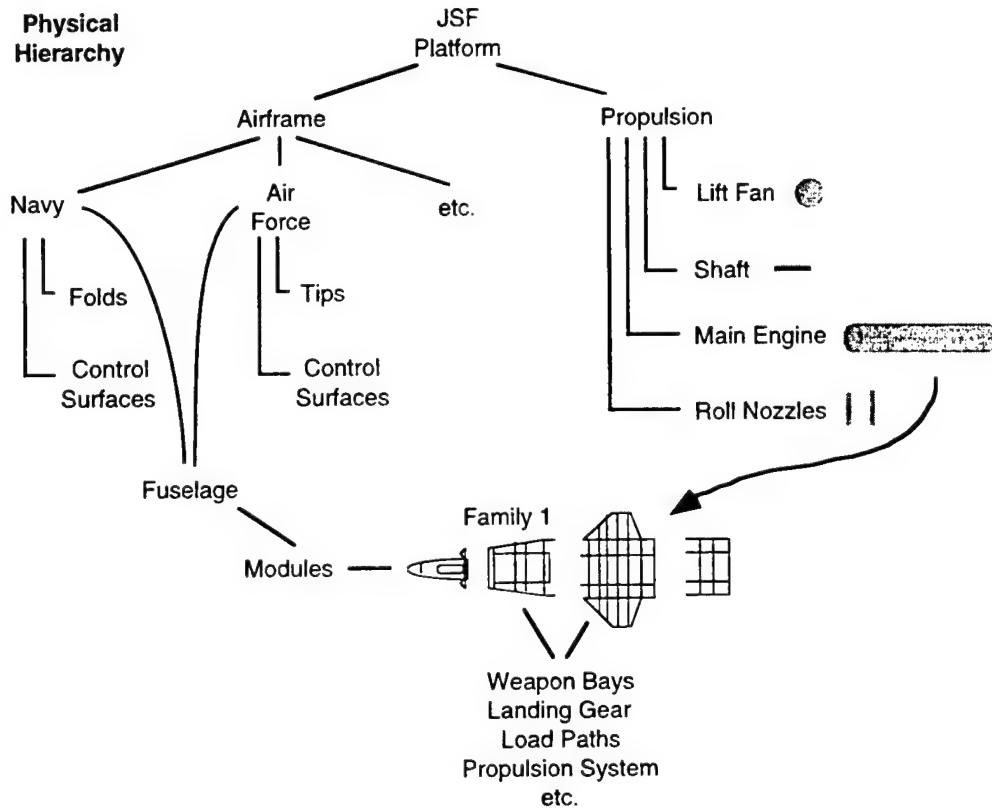 Physical
Hierarchy
JSF
Platform
Airframe
Propulsion
Navy
Air
Force
etc.
Lift Fan
Folds
Tips
Shaft
Main Engine
Control
Surfaces
Control
Surfaces
Roll Nozzles
Fuselage
Family 1
Modules
Weapon Bays
Landing Gear
Load Paths
Propulsion System
etc.